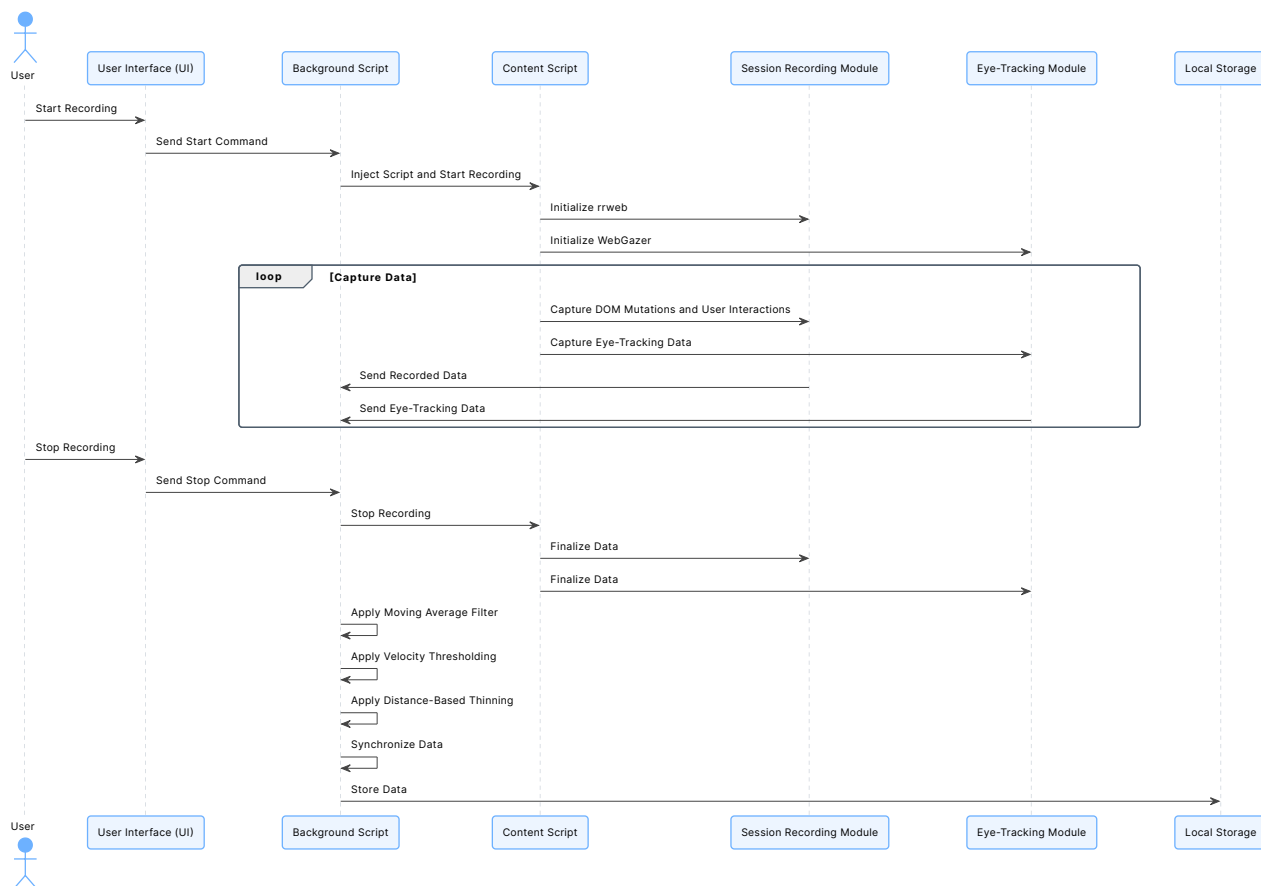 User
User Interface (UI)
Background Script
Content Script
Session Recording Module
Eye-Tracking Module
Local Storage
Start Recording
Send Start Command
Inject Script and Start Recording
Initialize rrweb
Initialize WebGazer
loop
[Capture Data]
Capture DOM Mutations and User Interactions
Capture Eye-Tracking Data
Send Recorded Data
Send Eye-Tracking Data
Stop Recording
Send Stop Command
Stop Recording
Finalize Data
Finalize Data
Apply Moving Average Filter
Apply Velocity Thresholding
Apply Distance-Based Thinning
Synchronize Data
Store Data
User
User Interface (UI)
Background Script
Content Script
Session Recording Module
Eye-Tracking Module
Local Storage